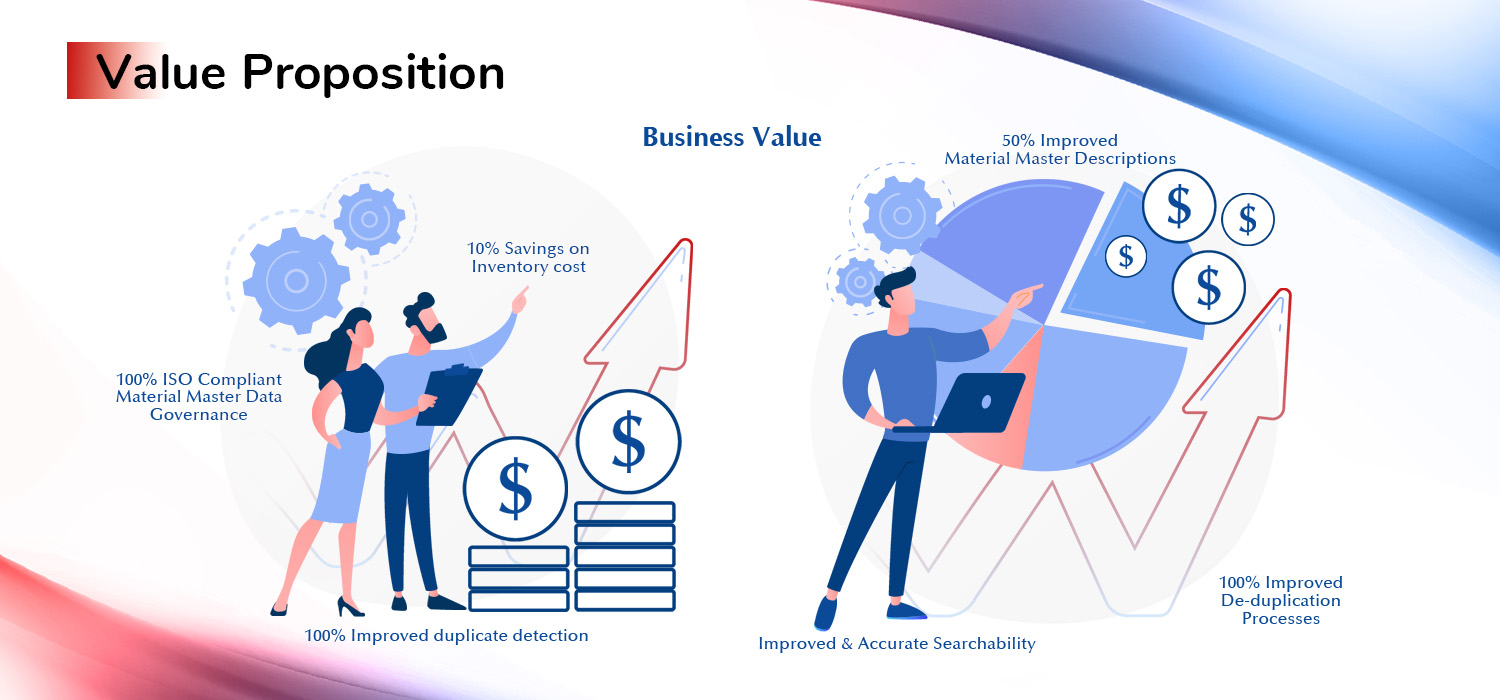 Value Proposition
Business Value
10% Savings on
Inventory cost
100% ISO Compliant
Material Master Data
Governance
$
$
100% Improved duplicate detection
50% Improved
Material Master Descriptions
$
$
$
$
100% Improved
De-duplication
Processes
Improved & Accurate Searchability